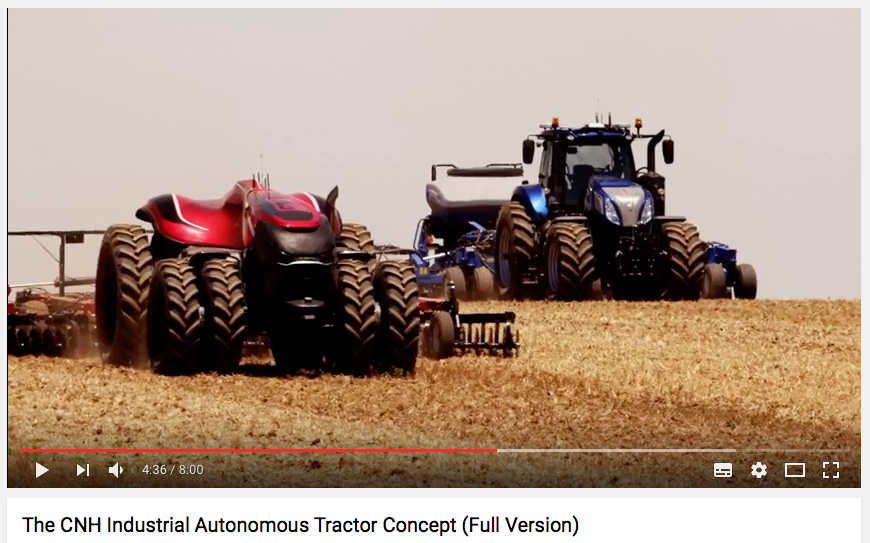 4:36 / 8:00
The CNH Industrial Autonomous Tractor Concept (Full Version)